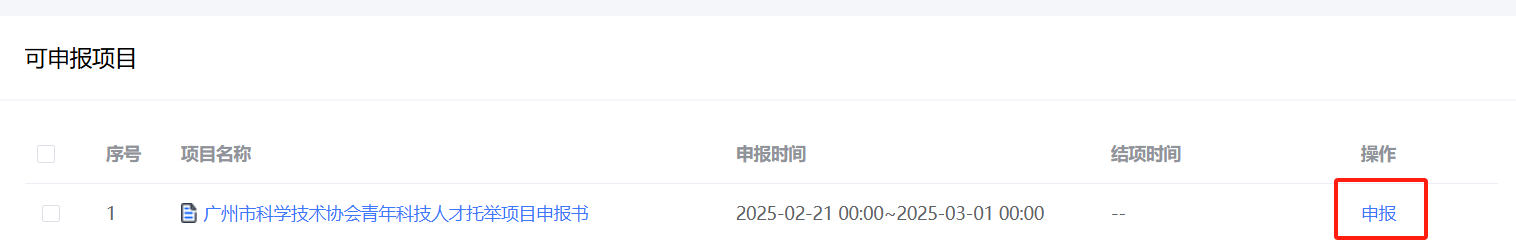 可申报项目
序号 项目名称 申报时间 结项时间 操作
1 广州市科学技术协会青年科技人才托举项目申报书 2025-02-21 00:00~2025-03-01 00:00 -- 申报